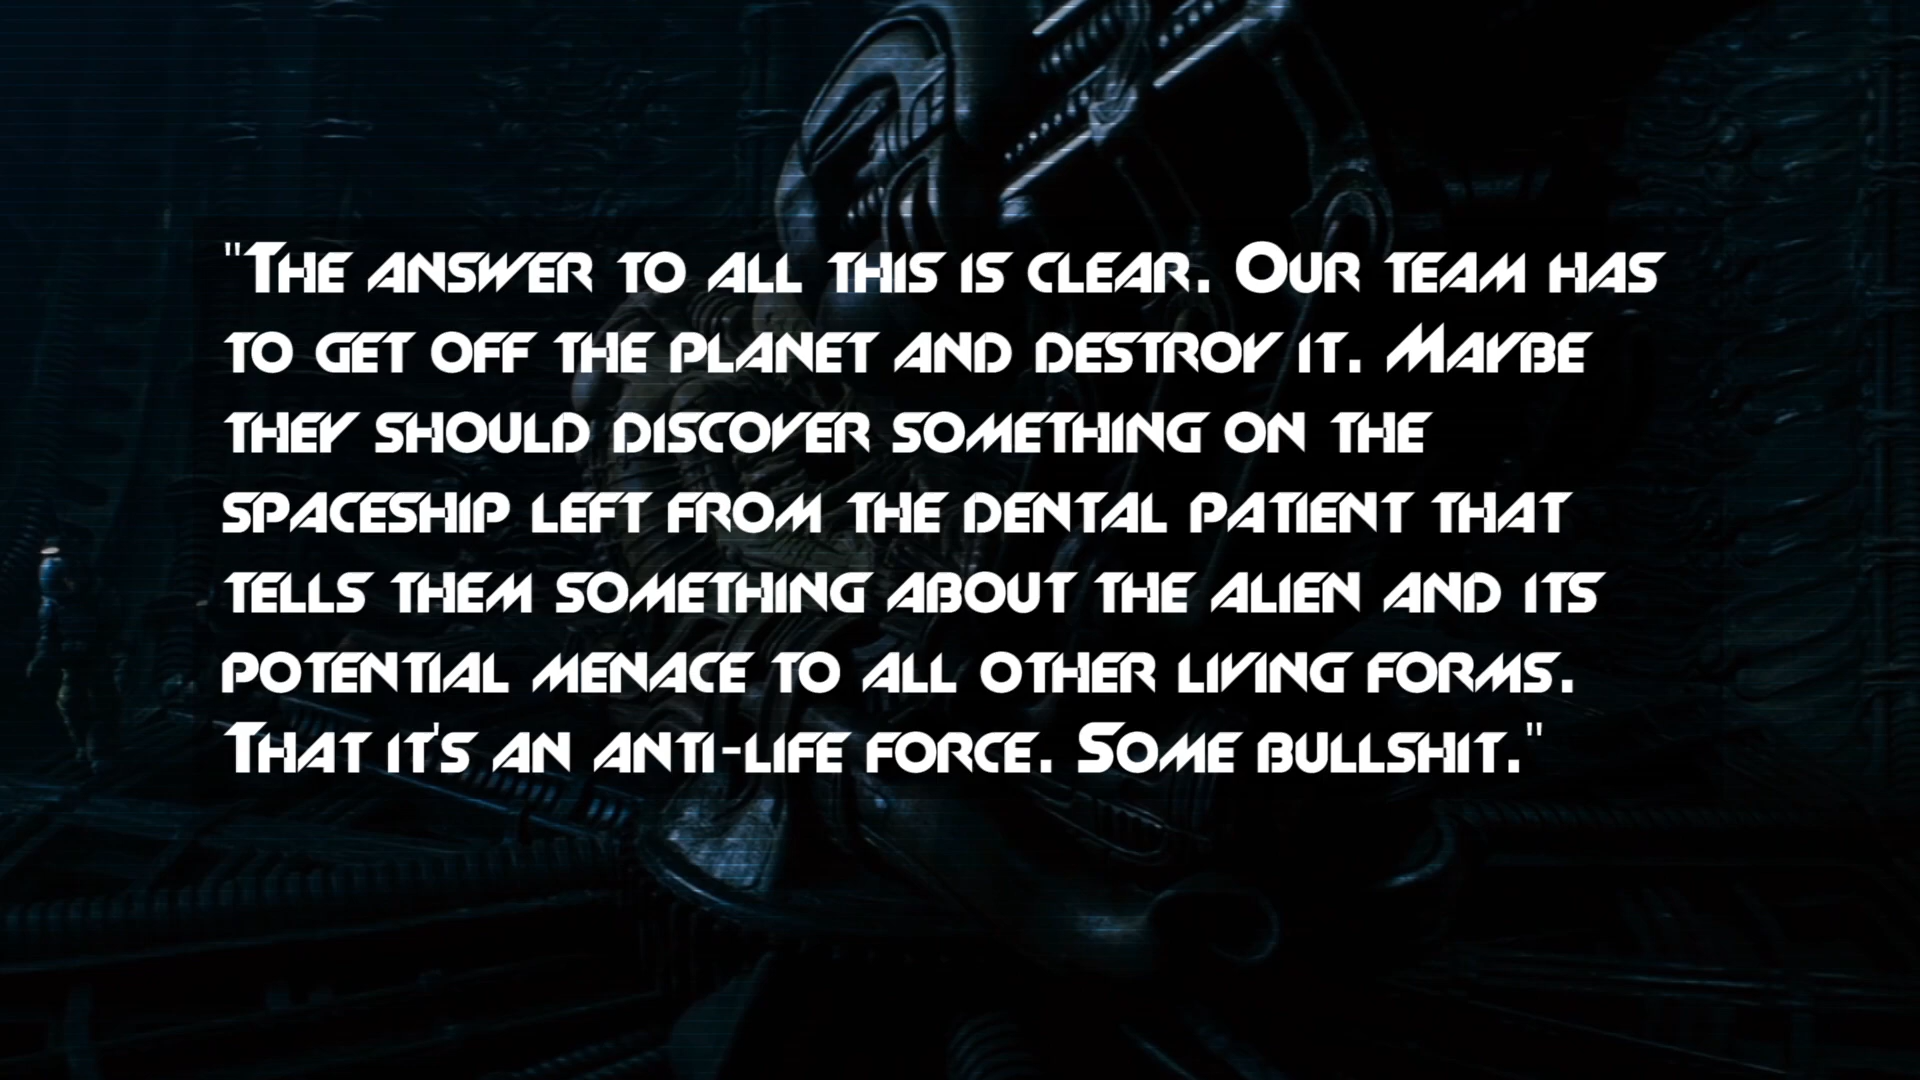 "The answer to all this is clear. Our team has
to get off the planet and destroy it. Maybe
they should discover something on the
spaceship left from the dental patient that
tells them something about the alien and its
potential menace to all other living forms.
That it's an anti-life force. Some bullshit."